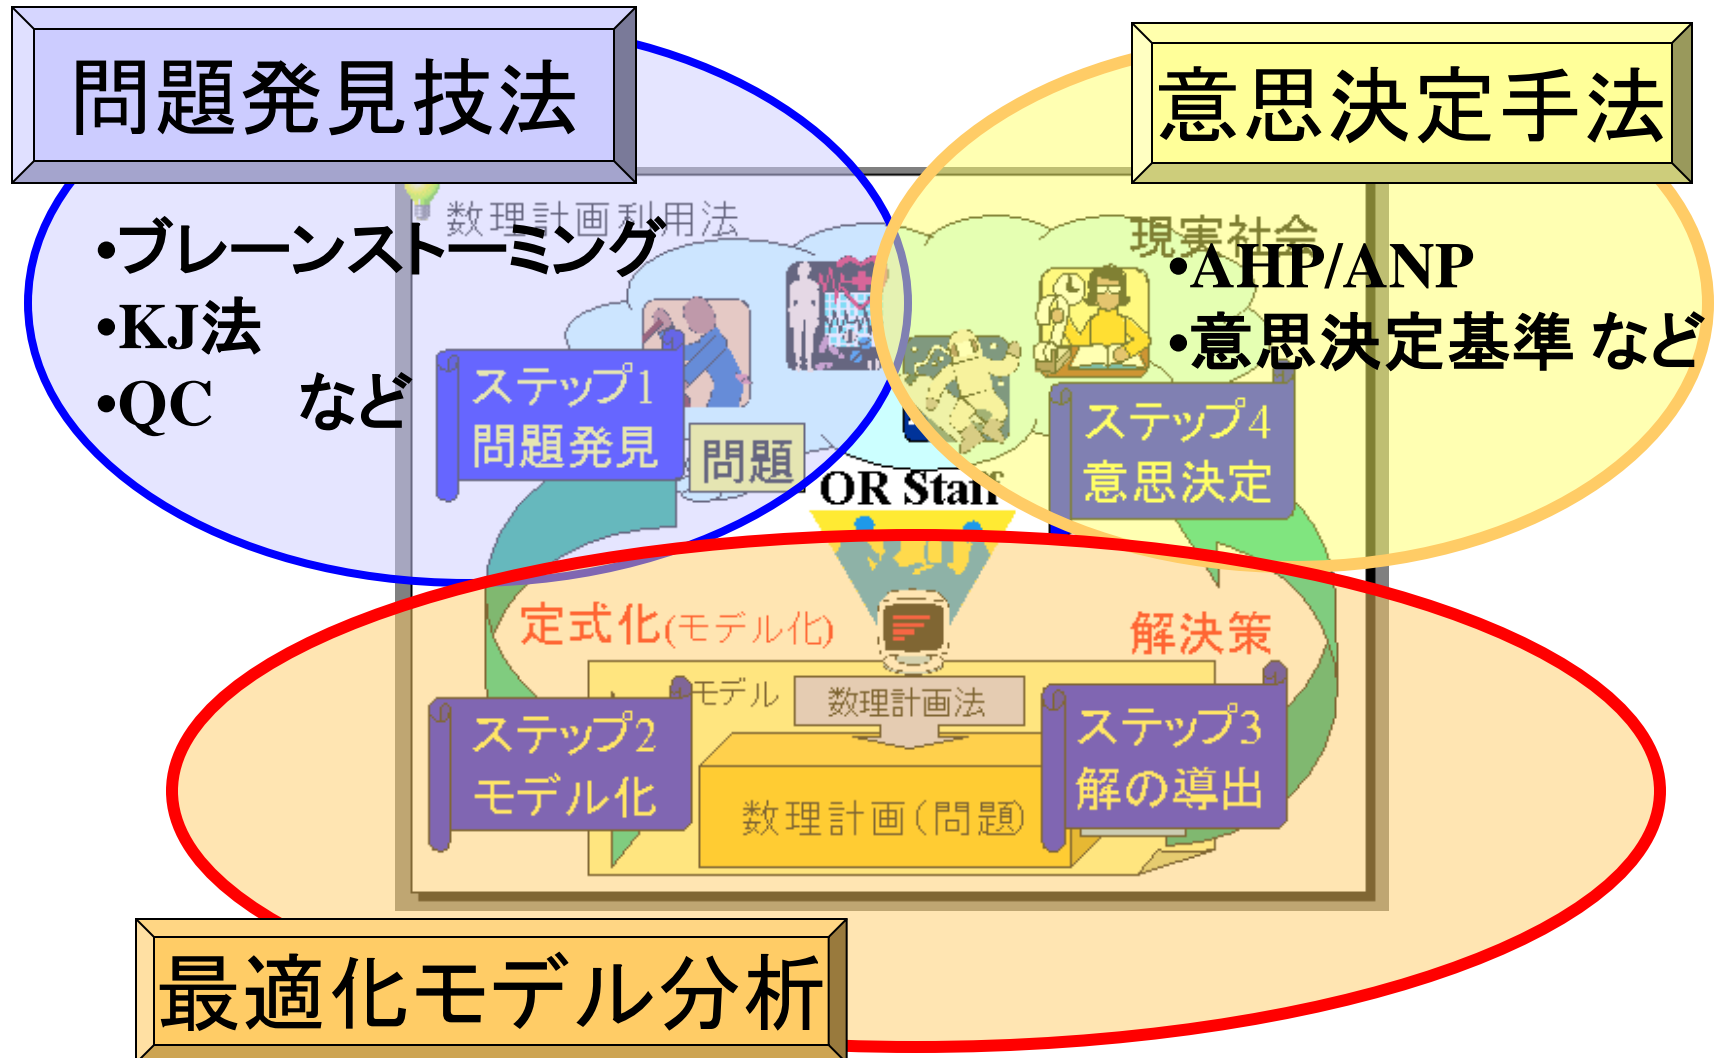 問題発見技法
意思決定手法
数理計画利用法
現実社会
•ブレーンストーミング
•KJ法
•QC など
•AHP/ANP
•意思決定基準 など
ステップ1
問題発見
問題
ステップ4
意思決定
OR Staff
定式化(モデル化)
解決策
モデル
数理計画法
ステップ2
モデル化
ステップ3
解の導出
数理計画(問題)
最適化モデル分析